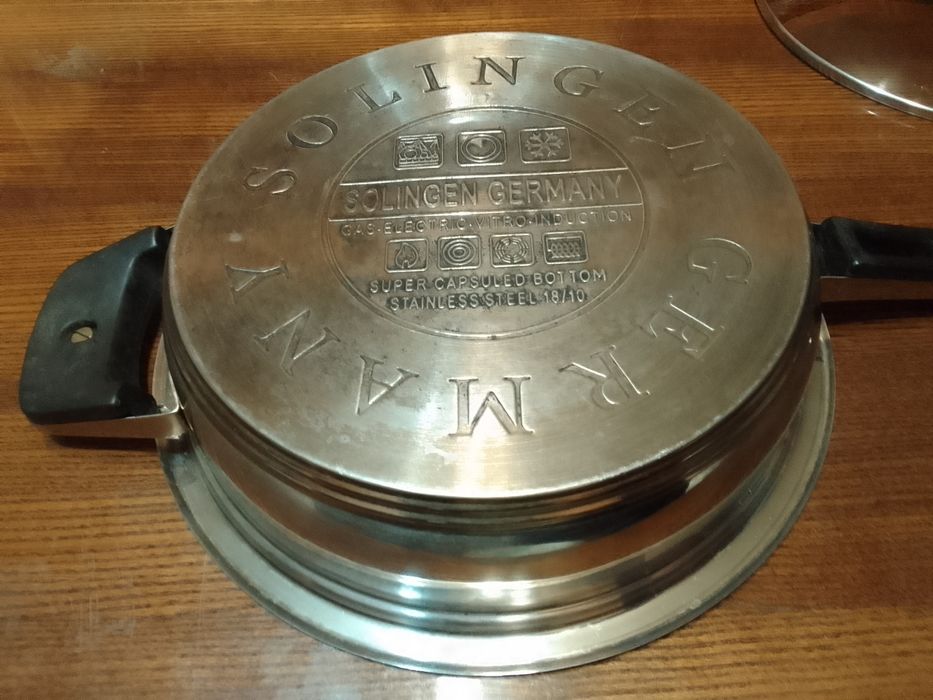 SOLINGEN GERMANY
SOLINGEN GERMANY
GAS-ELECTRIC-VITRO-INDUCTION
SUPER CAPSULED BOTTOM
STAINLESS STEEL 18/10